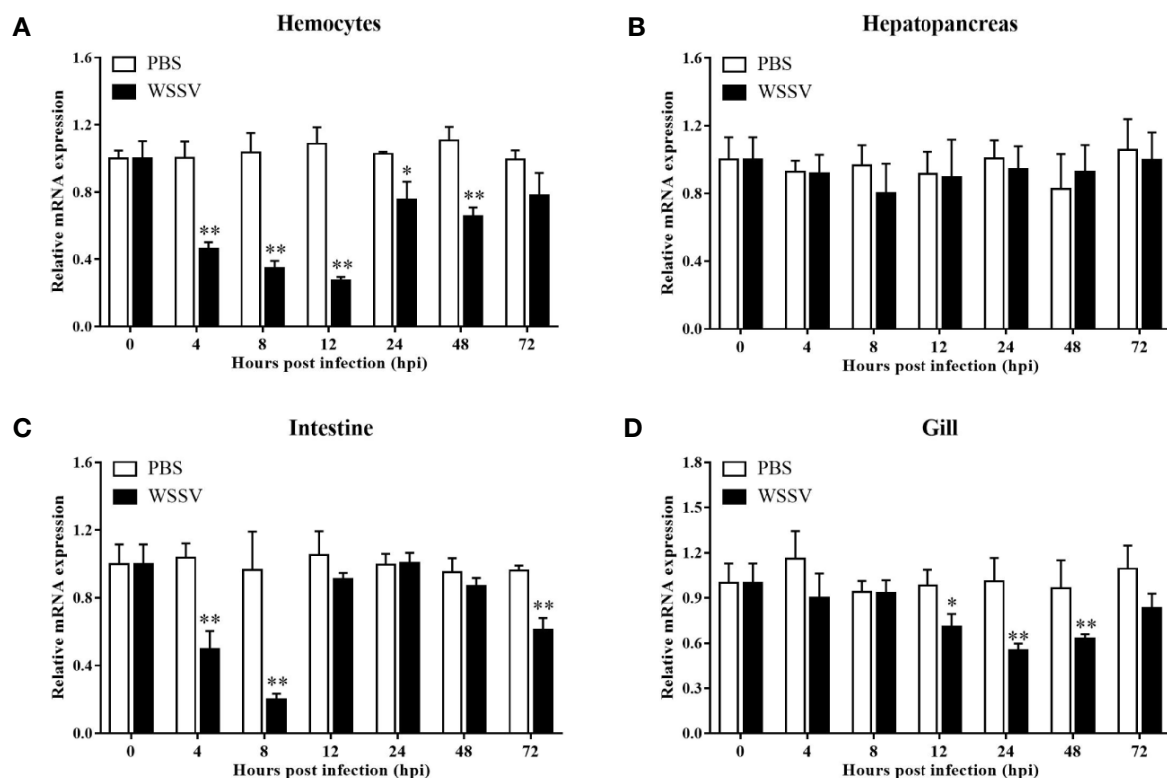 A
Hemocytes
PBS
WSSV
Relative mRNA expression
1.6
1.2
0.8
0.4
0.0
** ** ** * **
0 4 8 12 24 48 72
Hours post infection (hpi)
B
Hepatopancreas
PBS
WSSV
Relative mRNA expression
1.6
1.2
0.8
0.4
0.0
0 4 8 12 24 48 72
Hours post infection (hpi)
C
Intestine
PBS
WSSV
Relative mRNA expression
1.6
1.2
0.8
0.4
0.0
** ** **
0 4 8 12 24 48 72
Hours post infection (hpi)
D
Gill
PBS
WSSV
Relative mRNA expression
1.8
1.5
1.2
0.9
0.6
0.3
0.0
* ** **
0 4 8 12 24 48 72
Hours post infection (hpi)